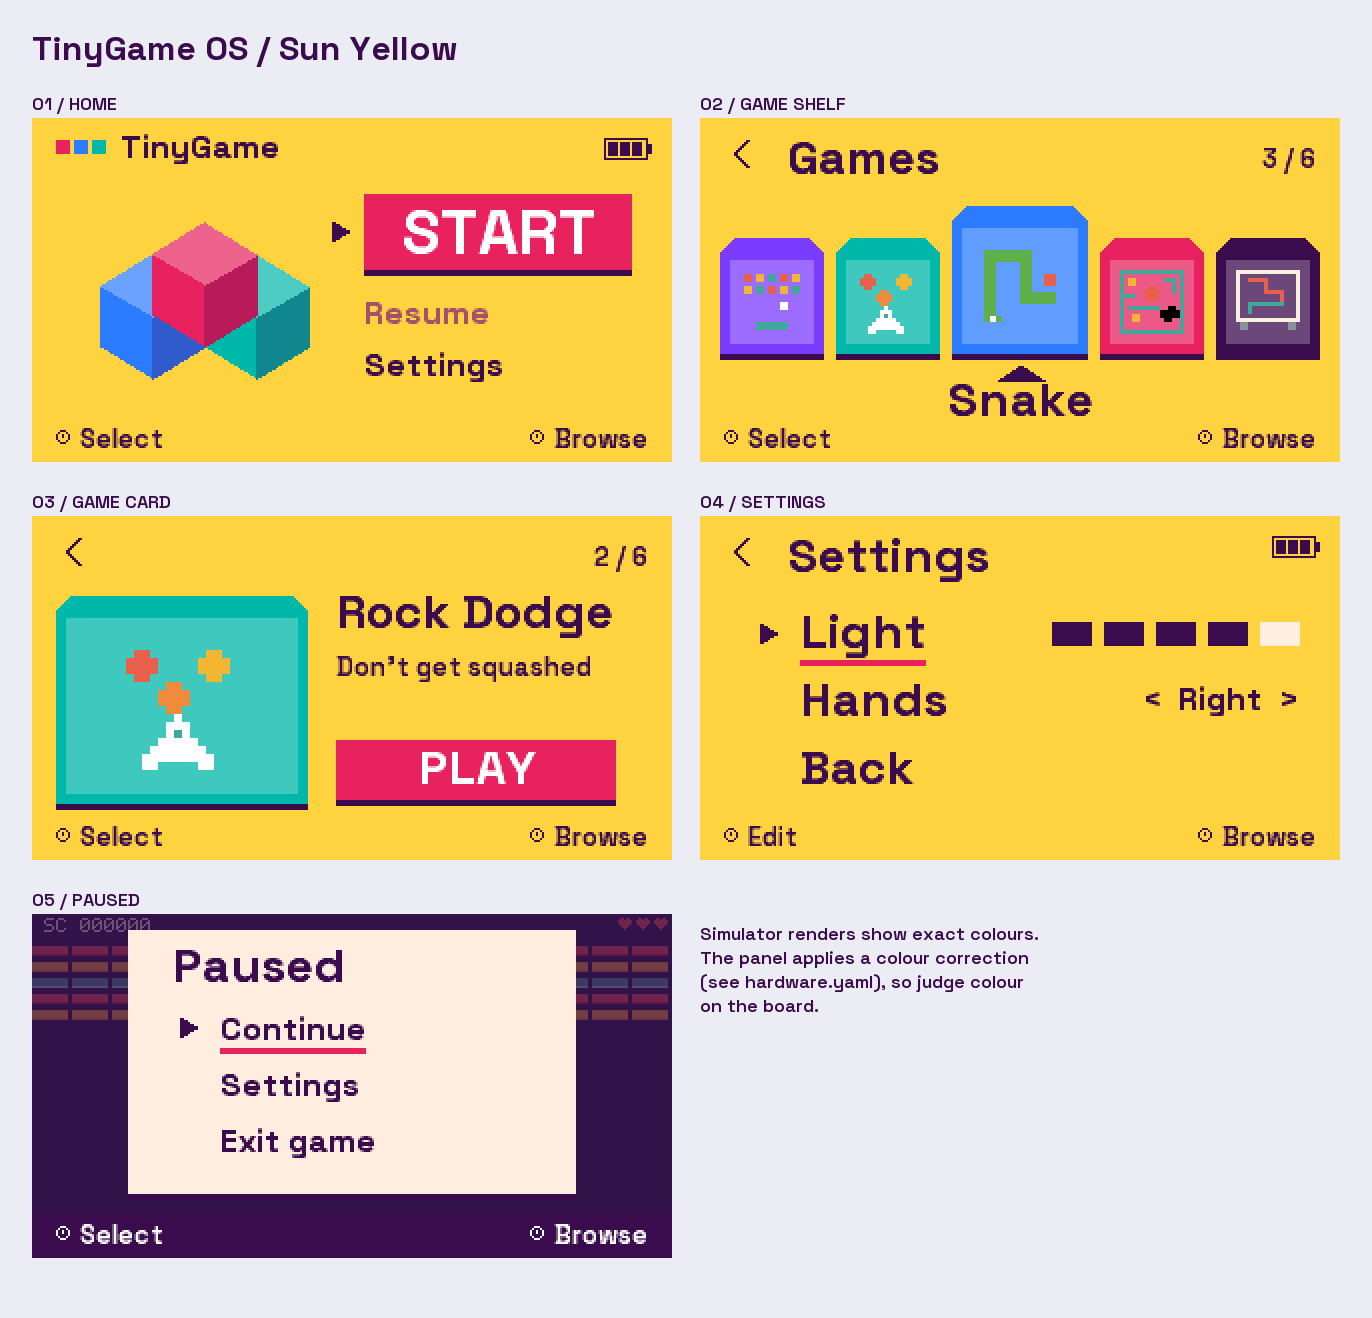 TinyGame OS / Sun Yellow
01 / HOME
TinyGame
START
Resume
Settings
Select
Browse
02 / GAME SHELF
Games
3/6
Snake
Select
Browse
03 / GAME CARD
2/6
Rock Dodge
Don't get squashed
PLAY
Select
Browse
04 / SETTINGS
Settings
Light
Hands
< Right >
Back
Edit
Browse
05 / PAUSED
SC 000000
Paused
Continue
Settings
Exit game
Select
Browse
Simulator renders show exact colours.
The panel applies a colour correction
(see hardware.yaml), so judge colour
on the board.